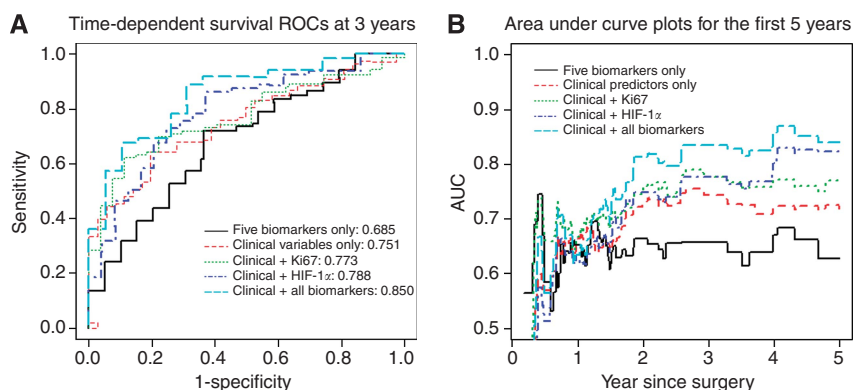 A Time-dependent survival ROCs at 3 years
1.0
0.8
0.6
0.4
0.2
0.0
Sensitivity
Five biomarkers only: 0.685
Clinical variables only: 0.751
Clinical + Ki67: 0.773
Clinical + HIF-1α: 0.788
Clinical + all biomarkers: 0.850
0.0 0.2 0.4 0.6 0.8 1.0
1-specificity
B Area under curve plots for the first 5 years
Five biomarkers only
Clinical predictors only
Clinical + Ki67
Clinical + HIF-1α
Clinical + all biomarkers
1.0
0.9
0.8
0.7
0.6
0.5
AUC
0 1 2 3 4 5
Year since surgery